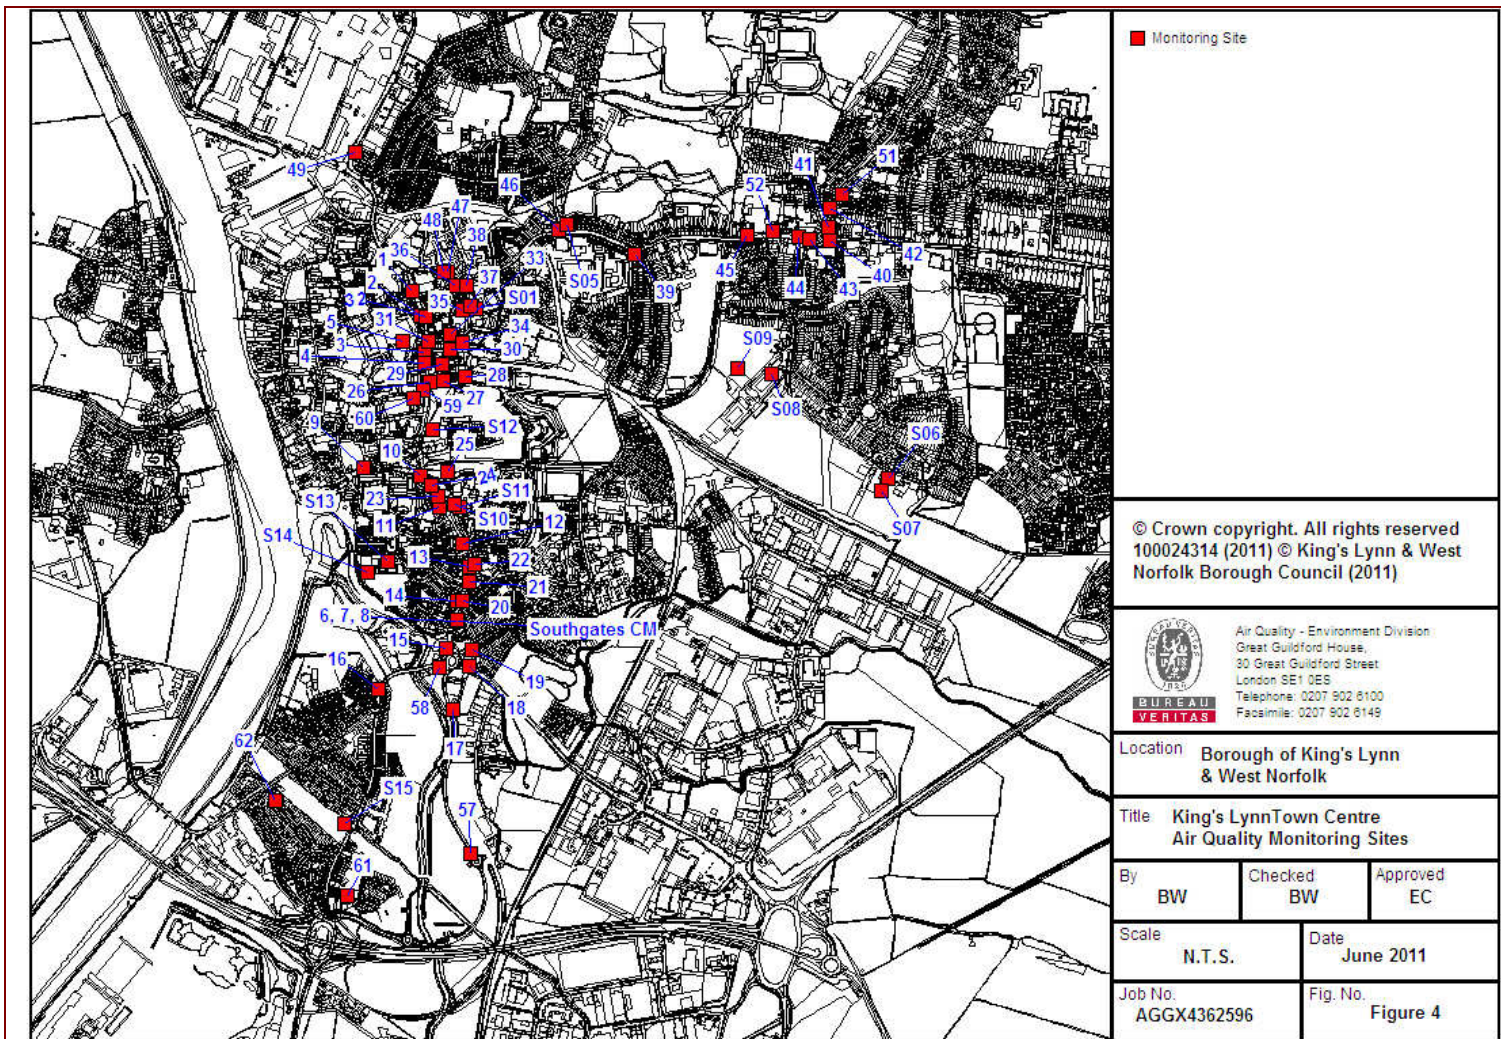 Monitoring Site
49
46
41
51
52
47
48
38
36
1
33
37
2
S05
42
45
39
40
3 2
35
S01
44
43
31
5
34
3
30
4
S09
29
28
26
27
S08
59
60
9
S12
S06
10
25
24
23
S11
S13
11
S10
S07
12
S14
13
22
21
14
20
6, 7, 8
Southgates CM
15
16
19
58
18
17
62
S15
57
61
© Crown copyright. All rights reserved
100024314 (2011) © King's Lynn & West
Norfolk Borough Council (2011)
BUREAU VERITAS
1828
BUREAU
VERITAS
Air Quality - Environment Division
Great Guildford House,
30 Great Guildford Street
London SE1 0ES
Telephone: 0207 902 6100
Facsimile: 0207 902 6149
Location Borough of King's Lynn
& West Norfolk
Title King's LynnTown Centre
Air Quality Monitoring Sites
By
BW
Checked
BW
Approved
EC
Scale
N.T.S.
Date
June 2011
Job No.
AGGX4362596
Fig. No.
Figure 4